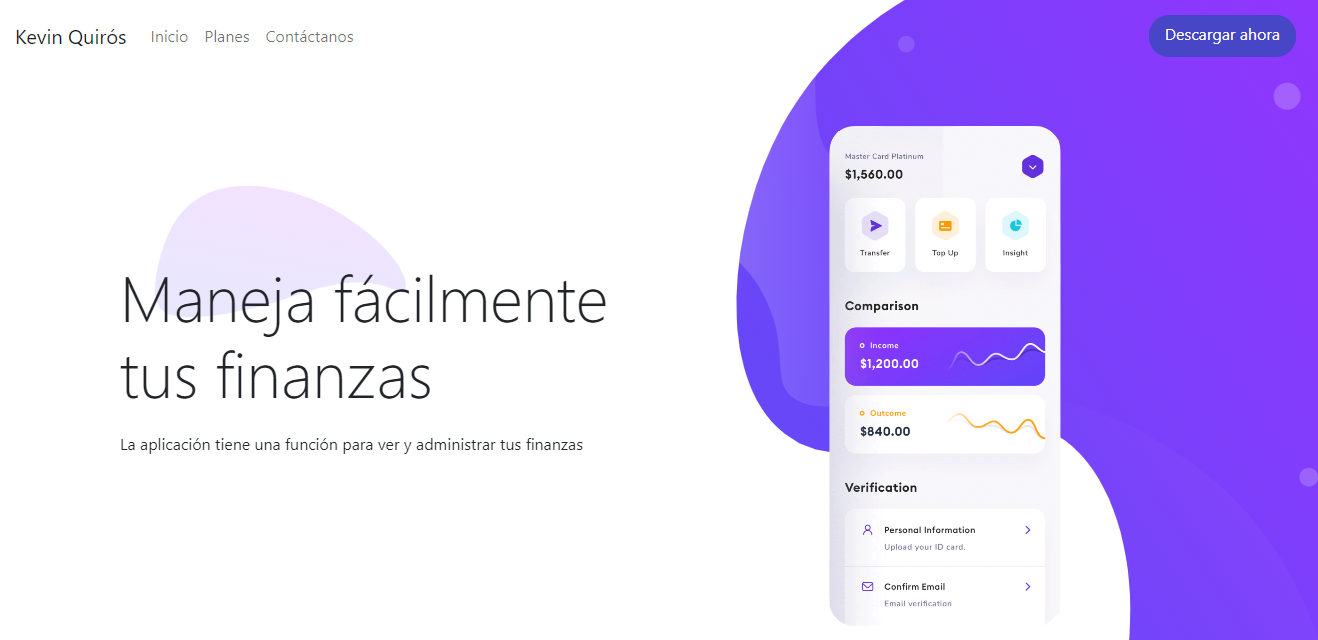 Kevin Quirós Inicio Planes Contáctanos Descargar ahora
Maneja fácilmente
tus finanzas
La aplicación tiene una función para ver y administrar tus finanzas
Master Card Platinum
$1,560.00
Transfer Top Up Insight
Comparison
Income
$1,200.00
Outcome
$840.00
Verification
Personal Information
Upload your ID card.
Confirm Email
Email verification